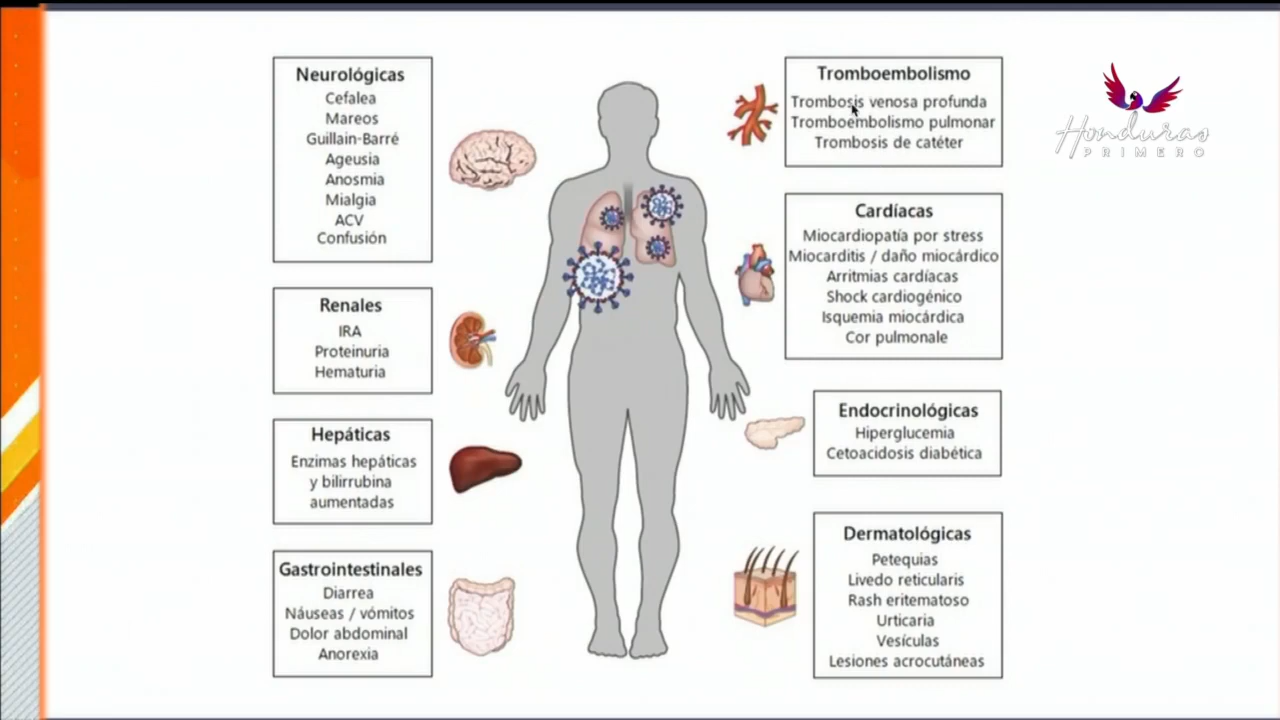 Neurológicas
Cefalea
Mareos
Guillain-Barré
Ageusia
Anosmia
Mialgia
ACV
Confusión
Renales
IRA
Proteinuria
Hematuria
Hepáticas
Enzimas hepáticas
y bilirrubina
aumentadas
Gastrointestinales
Diarrea
Náuseas / vómitos
Dolor abdominal
Anorexia
Tromboembolismo
Trombosis venosa profunda
Tromboembolismo pulmonar
Trombosis de catéter
Cardíacas
Miocardiopatía por stress
Miocarditis / daño miocárdico
Arritmias cardíacas
Shock cardiogénico
Isquemia miocárdica
Cor pulmonale
Endocrinológicas
Hiperglucemia
Cetoacidosis diabética
Dermatológicas
Petequias
Livedo reticularis
Rash eritematoso
Urticaria
Vesículas
Lesiones acrocutáneas
Honduras
PRIMERO